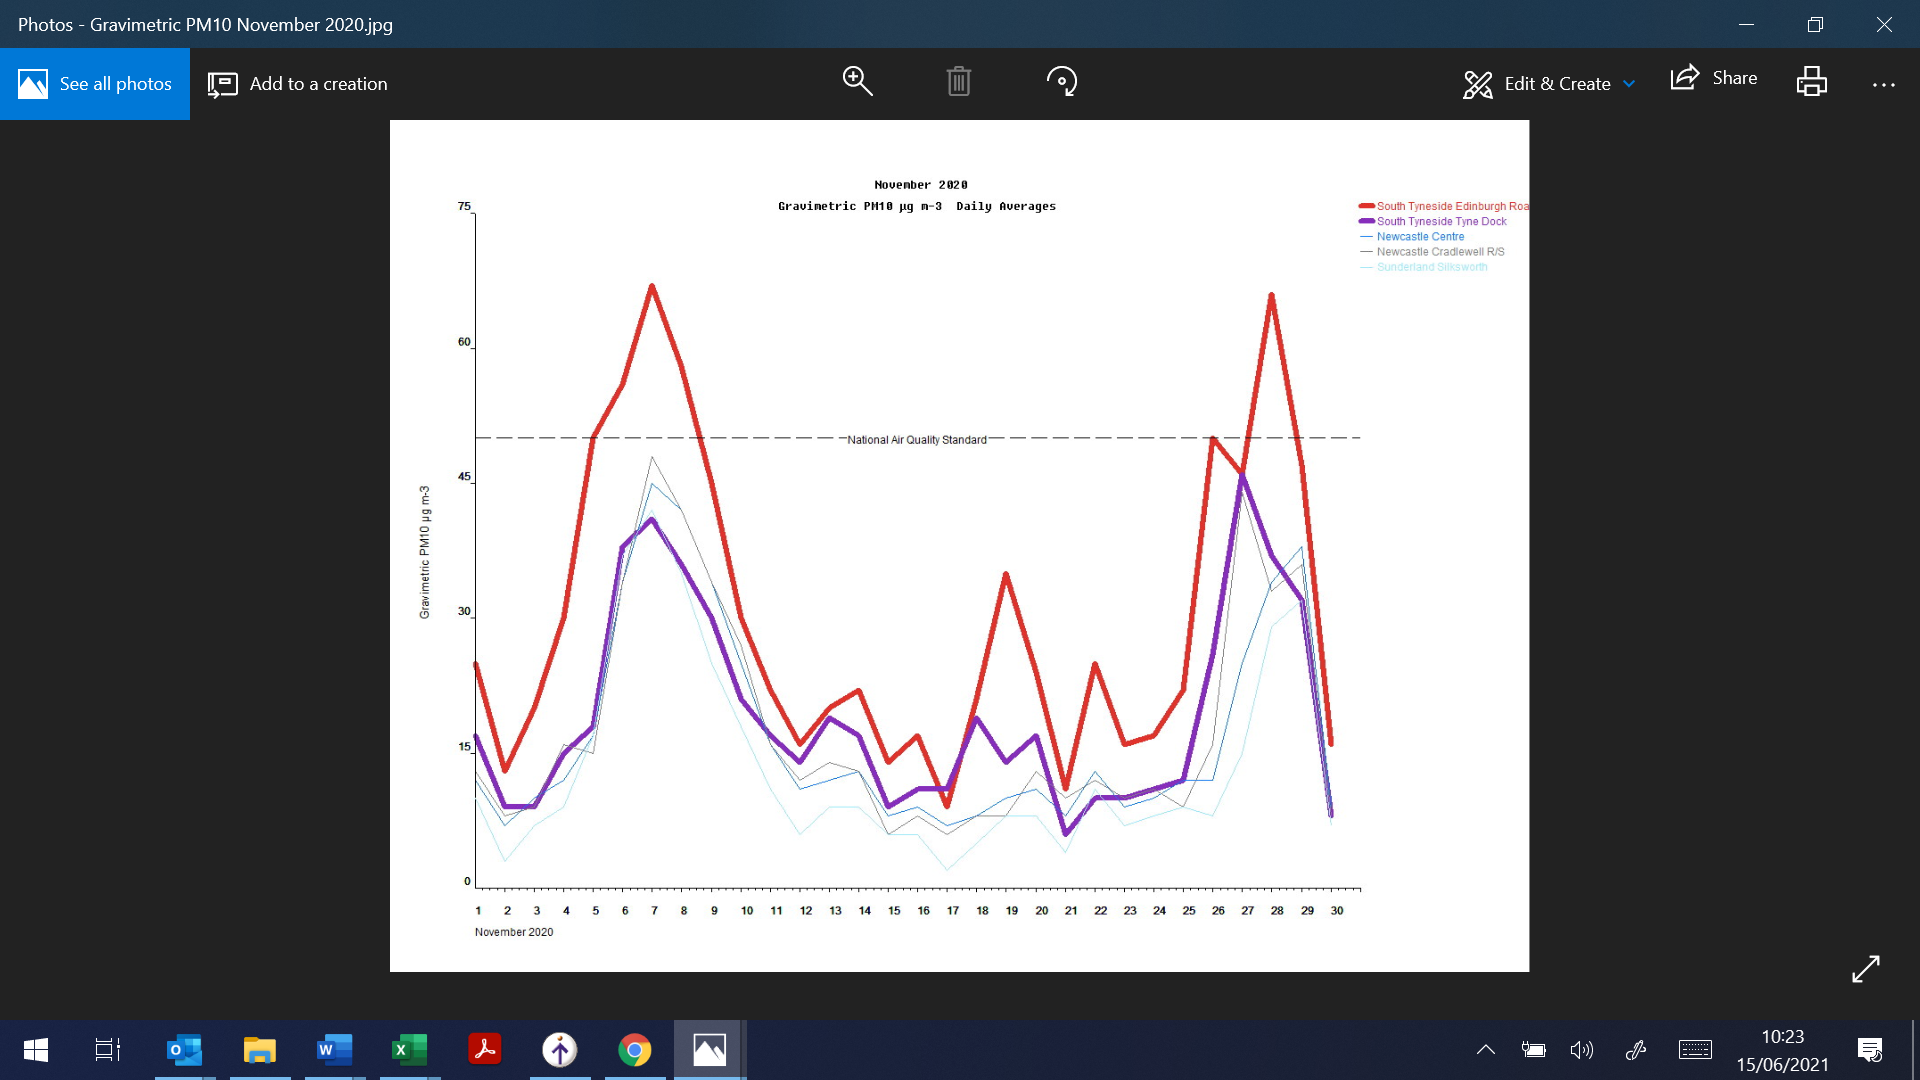 Photos - Gravimetric PM10 November 2020.jpg
See all photos
Add to a creation
Edit & Create
Share
November 2020
Gravimetric PM10 µg m-3 Daily Averages
South Tyneside Edinburgh Roa
South Tyneside Tyne Dock
Newcastle Centre
Newcastle Cradlewell R/S
Sunderland Silksworth
75
60
National Air Quality Standard
45
Gravimetric PM10 µg m-3
30
15
0
1 2 3 4 5 6 7 8 9 10 11 12 13 14 15 16 17 18 19 20 21 22 23 24 25 26 27 28 29 30
November 2020
10:23
15/06/2021